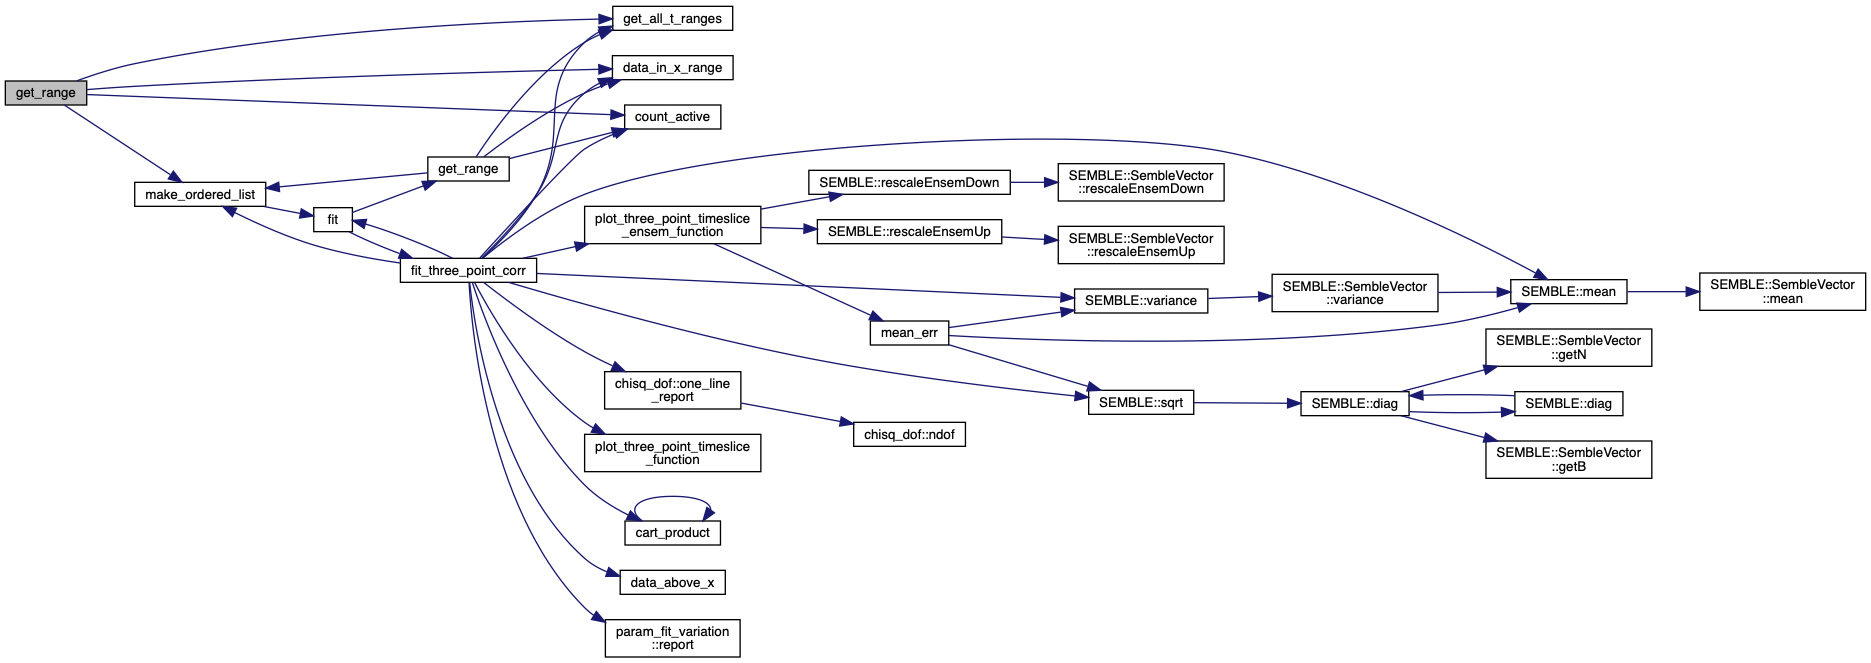 get_range
make_ordered_list
fit
get_range
fit_three_point_corr
get_all_t_ranges
data_in_x_range
count_active
plot_three_point_timeslice
_ensem_function
chisq_dof::one_line
_report
plot_three_point_timeslice
_function
cart_product
data_above_x
param_fit_variation
::report
SEMBLE::rescaleEnsemDown
SEMBLE::rescaleEnsemUp
mean_err
chisq_dof::ndof
SEMBLE::SembleVector
::rescaleEnsemDown
SEMBLE::SembleVector
::rescaleEnsemUp
SEMBLE::variance
SEMBLE::sqrt
SEMBLE::SembleVector
::variance
SEMBLE::diag
SEMBLE::mean
SEMBLE::SembleVector
::getN
SEMBLE::diag
SEMBLE::SembleVector
::getB
SEMBLE::SembleVector
::mean